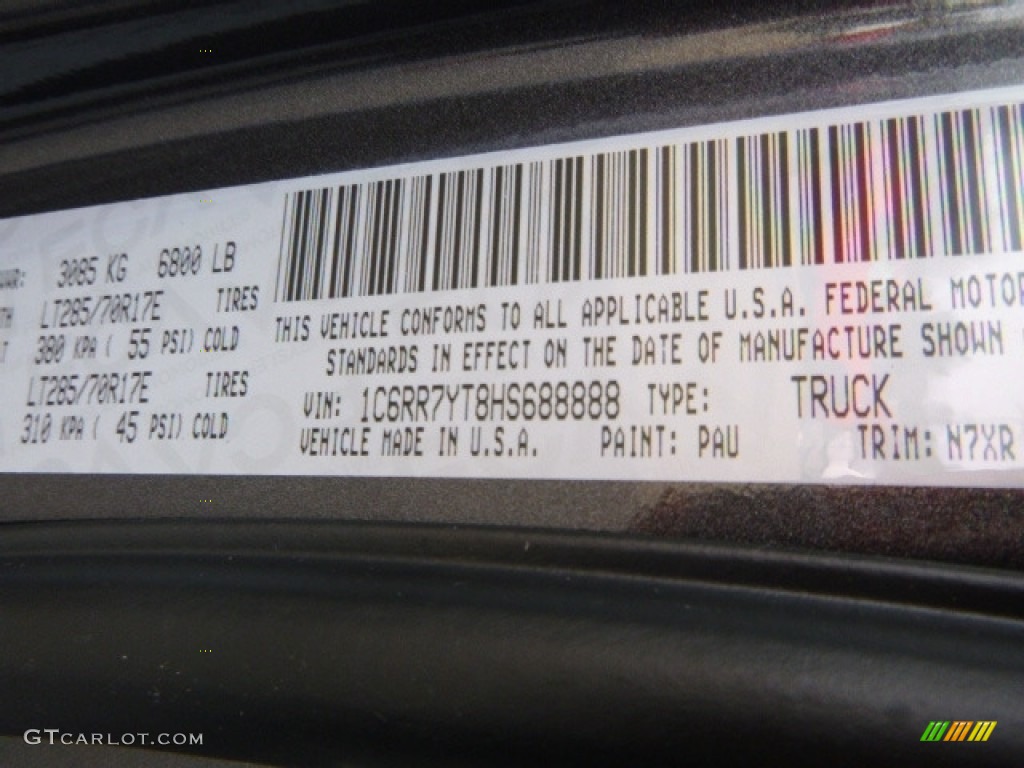 3085 KG 6800 LB
LT285/70R17E TIRES
380 KPA ( 55 PSI) COLD
LT285/70R17E TIRES
310 KPA ( 45 PSI) COLD
THIS VEHICLE CONFORMS TO ALL APPLICABLE U.S.A. FEDERAL MOTO
STANDARDS IN EFFECT ON THE DATE OF MANUFACTURE SHOWN
VIN: 1C6RR7YT8HS688888 TYPE: TRUCK
VEHICLE MADE IN U.S.A. PAINT: PAU TRIM: N7XR
GTCARLOT.COM